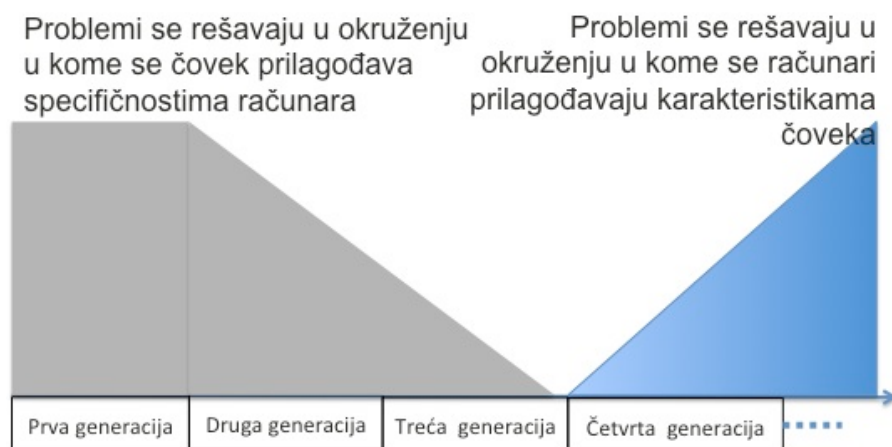 Problemi se rešavaju u okruženju
u kome se čovek prilagođava
specifičnostima računara
Problemi se rešavaju u
okruženju u kome se računari
prilagođavaju karakteristikama
čoveka
Prva generacija
Druga generacija
Treća generacija
Četvrta generacija